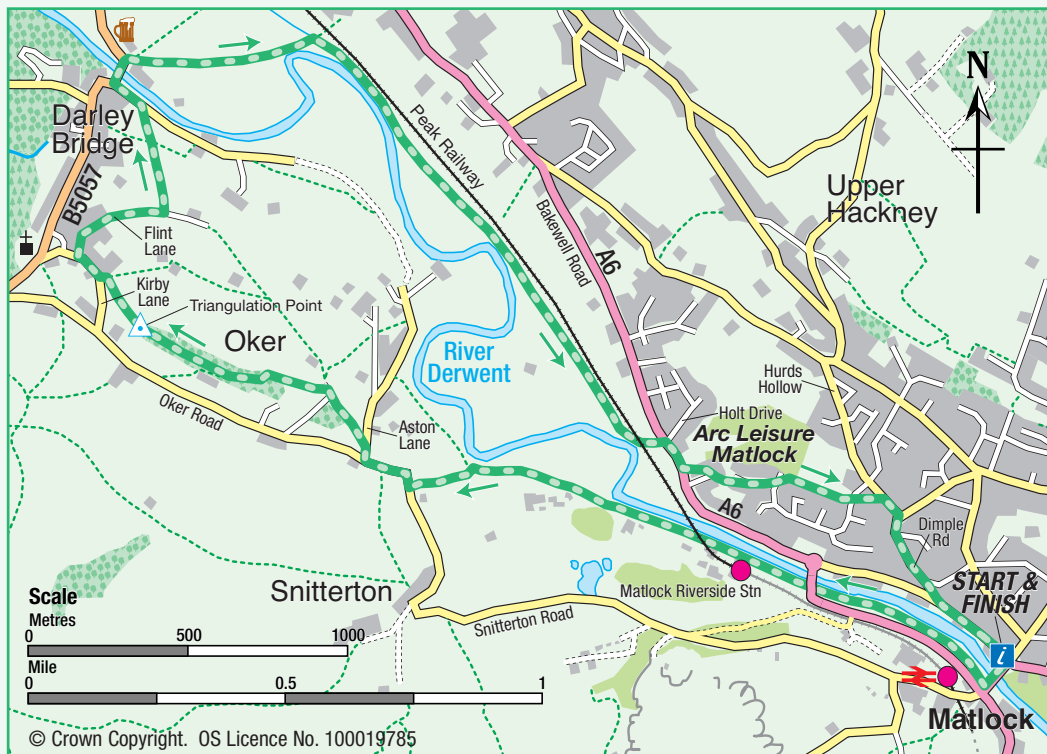 N
Darley
Bridge
B5057
Peak Railway
Bakewell Road
A6
Upper
Hackney
Flint
Lane
Kirby
Lane
Triangulation Point
Oker
River
Derwent
Hurds
Hollow
Oker Road
Aston
Lane
Holt Drive
Arc Leisure
Matlock
A6
Dimple
Rd
START &
FINISH
Matlock Riverside Stn
Snitterton
Snitterton Road
i
Matlock
Scale
Metres
0 500 1000
Mile
0 0.5 1
© Crown Copyright. OS Licence No. 100019785